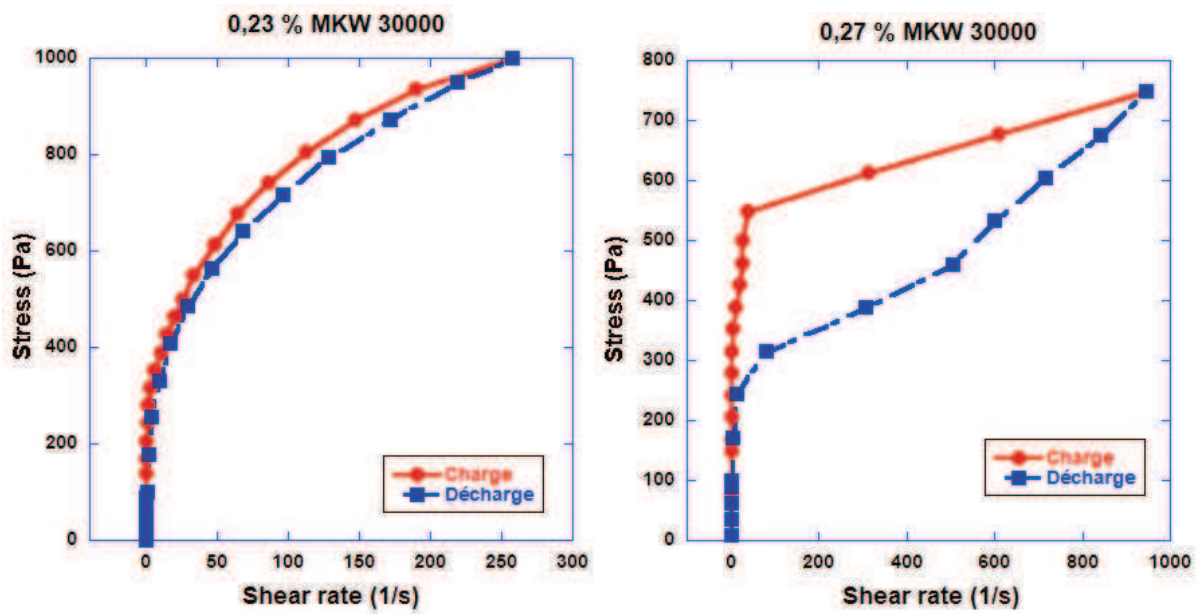 0,23 % MKW 30000
Stress (Pa)
1000
800
600
400
200
0
0 50 100 150 200 250 300
Shear rate (1/s)
Charge
Décharge
0,27 % MKW 30000
Stress (Pa)
800
700
600
500
400
300
200
100
0
0 200 400 600 800 1000
Shear rate (1/s)
Charge
Décharge